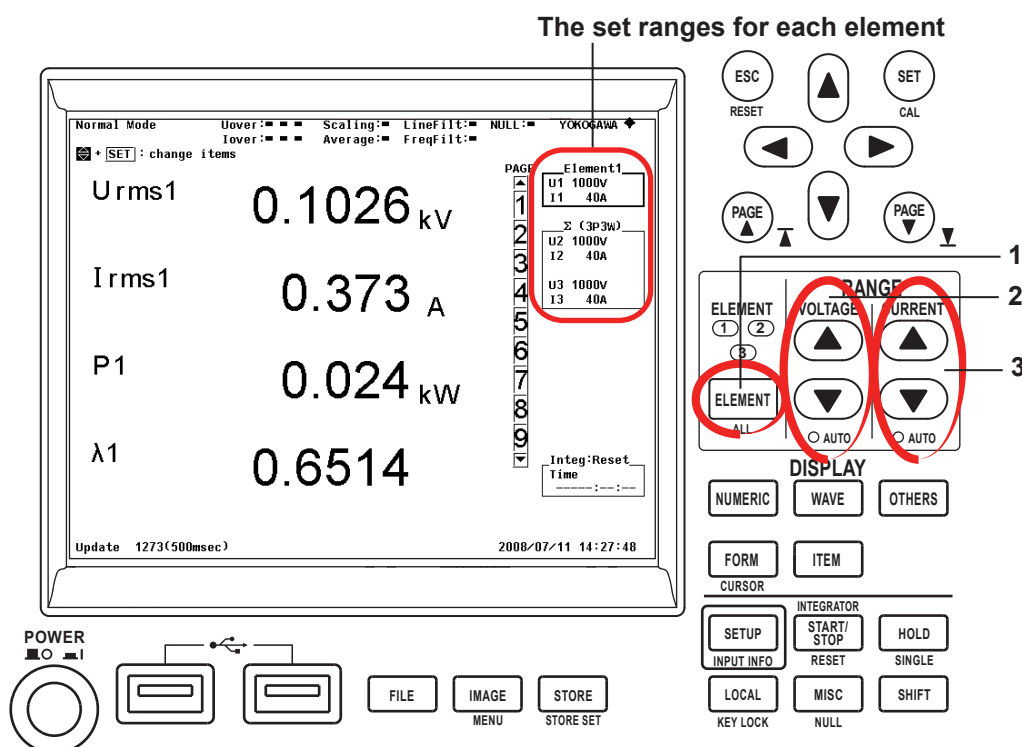 The set ranges for each element
Normal Mode
Uover:
Scaling:
LineFilt:
NULL:
YOKOGAWA
Iover:
Average:
FreqFilt:
+ SET : change items
Urms1
0.1026 kV
Irms1
0.373 A
P1
0.024 kW
λ1
0.6514
PAGE
1
2
3
4
5
6
7
8
9
Element1
U1 1000V
I1 40A
Σ (3P3W)
U2 1000V
I2 40A
U3 1000V
I3 40A
Integ:Reset
Time
-----:--:--
Update 1273(500msec)
2008/07/11 14:27:48
ESC
RESET
SET
CAL
PAGE
PAGE
1
2
3
RANGE
ELEMENT
VOLTAGE
CURRENT
1 2
3
ELEMENT
ALL
AUTO
AUTO
DISPLAY
NUMERIC
WAVE
OTHERS
FORM
ITEM
CURSOR
INTEGRATOR
SETUP
START/
STOP
HOLD
INPUT INFO
RESET
SINGLE
LOCAL
MISC
SHIFT
KEY LOCK
NULL
POWER
FILE
IMAGE
STORE
MENU
STORE SET